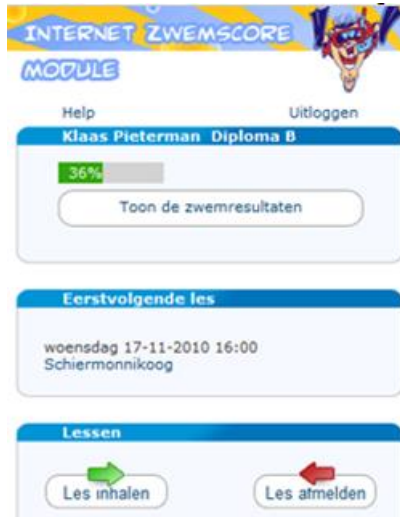 INTERNET ZWEMSCORE
MODULE
Help Uitloggen
Klaas Pieterman Diploma B
36%
Toon de zwemresultaten
Eerstvolgende les
woensdag 17-11-2010 16:00
Schiermonnikoog
Lessen
Les inhalen Les afmelden